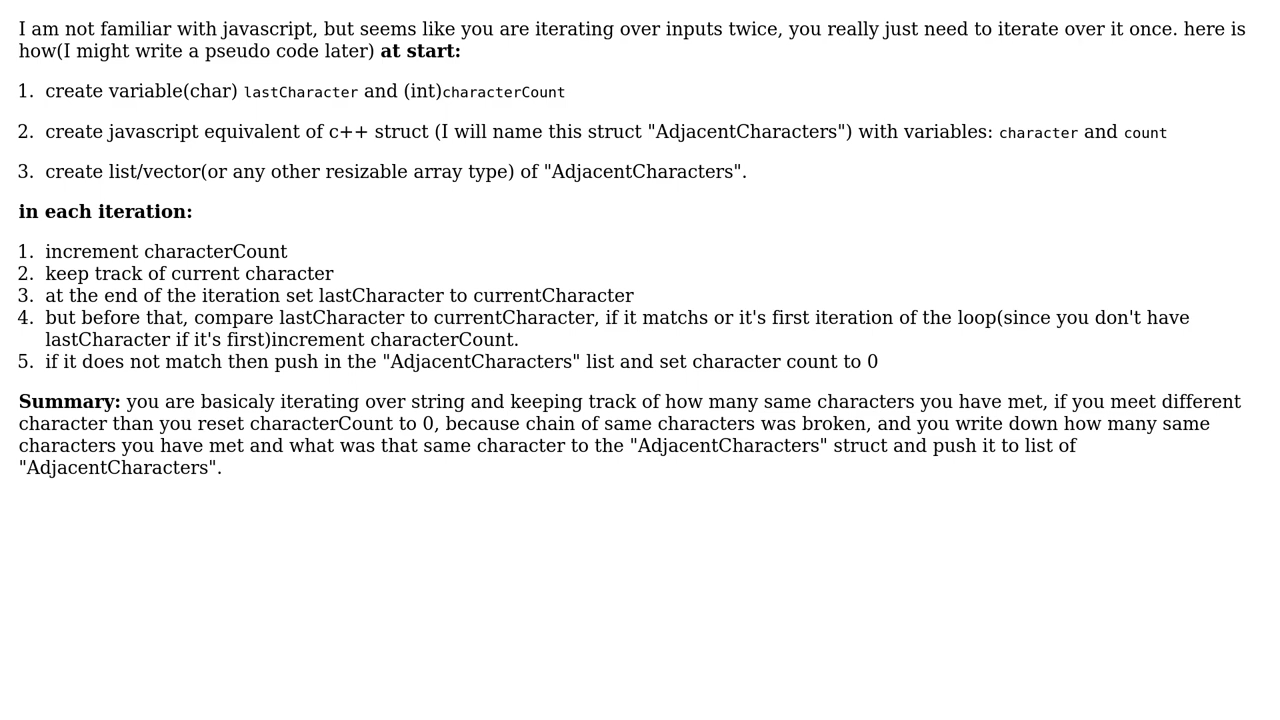 I am not familiar with javascript, but seems like you are iterating over inputs twice, you really just need to iterate over it once. here is
how(I might write a pseudo code later) at start:
1. create variable(char) lastCharacter and (int)characterCount
2. create javascript equivalent of c++ struct (I will name this struct "AdjacentCharacters") with variables: character and count
3. create list/vector(or any other resizable array type) of "AdjacentCharacters".
in each iteration:
1. increment characterCount
2. keep track of current character
3. at the end of the iteration set lastCharacter to currentCharacter
4. but before that, compare lastCharacter to currentCharacter, if it matchs or it's first iteration of the loop(since you don't have
lastCharacter if it's first)increment characterCount.
5. if it does not match then push in the "AdjacentCharacters" list and set character count to 0
Summary: you are basicaly iterating over string and keeping track of how many same characters you have met, if you meet different
character than you reset characterCount to 0, because chain of same characters was broken, and you write down how many same
characters you have met and what was that same character to the "AdjacentCharacters" struct and push it to list of
"AdjacentCharacters".